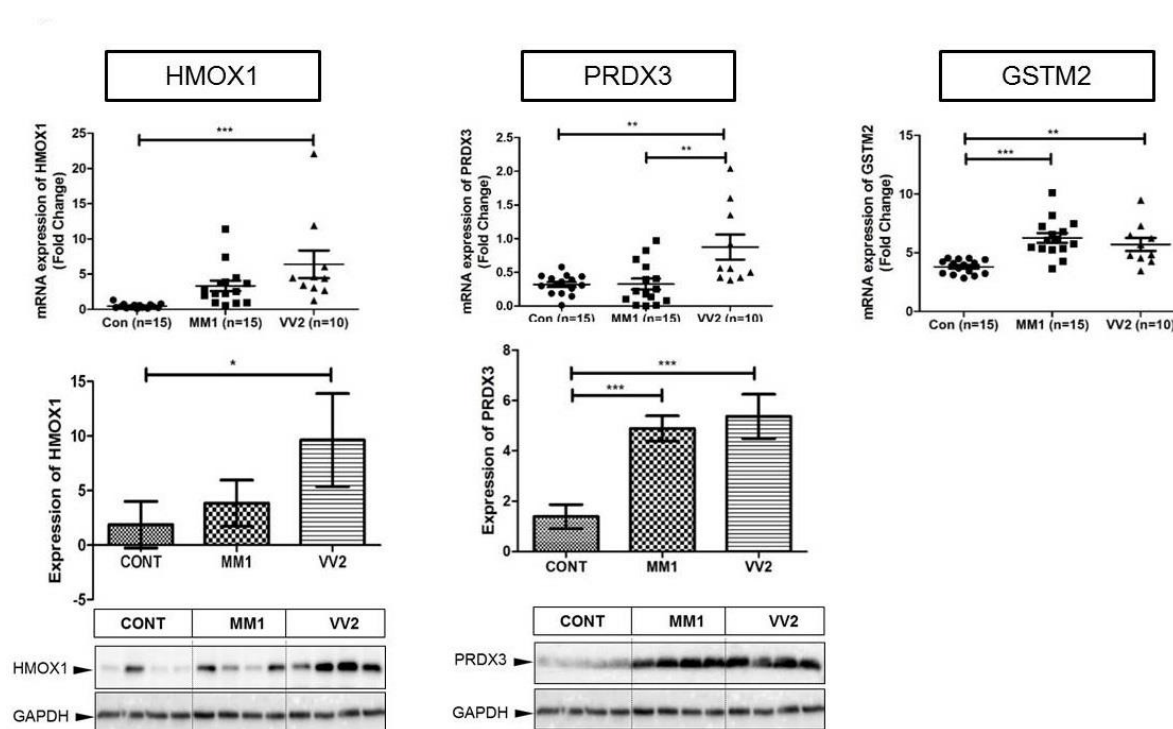 HMOX1
PRDX3
GSTM2
mRNA expression of HMOX1
(Fold Change)
25
20
15
10
5
0
***
Con (n=15)
MM1 (n=15)
VV2 (n=10)
mRNA expression of PRDX3
(Fold Change)
2.5
2.0
1.5
1.0
0.5
0.0
**
**
Con (n=15)
MM1 (n=15)
VV2 (n=10)
mRNA expression of GSTM2
(Fold Change)
15
10
5
0
**
***
Con (n=15)
MM1 (n=15)
VV2 (n=10)
Expression of HMOX1
15
10
5
0
-5
*
CONT
MM1
VV2
Expression of PRDX3
8
6
4
2
0
***
***
CONT
MM1
VV2
CONT MM1 VV2
HMOX1
GAPDH
CONT MM1 VV2
PRDX3
GAPDH